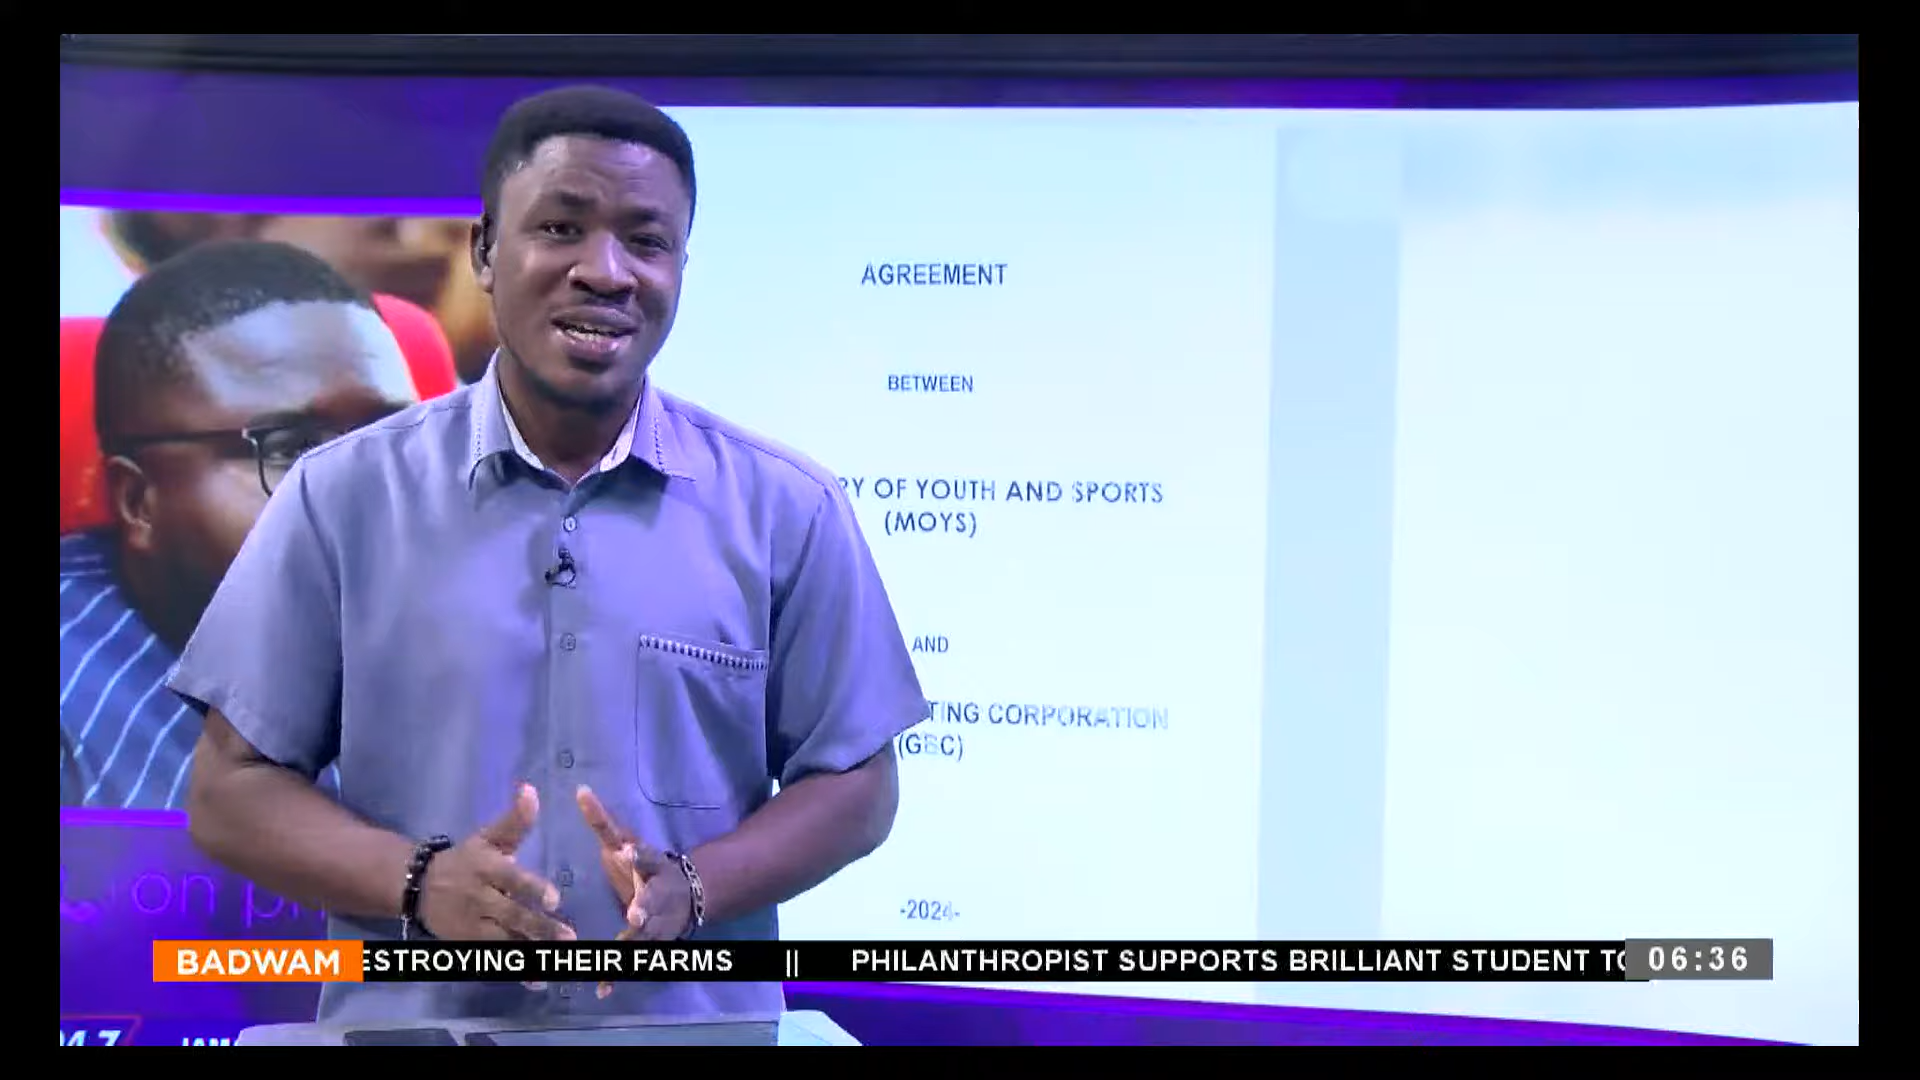 AGREEMENT
BETWEEN
RY OF YOUTH AND SPORTS
(MOYS)
AND
TING CORPORATION
(GBC)
-2024-
on
BADWAM
ESTROYING THEIR FARMS || PHILANTHROPIST SUPPORTS BRILLIANT STUDENT TO
06:36